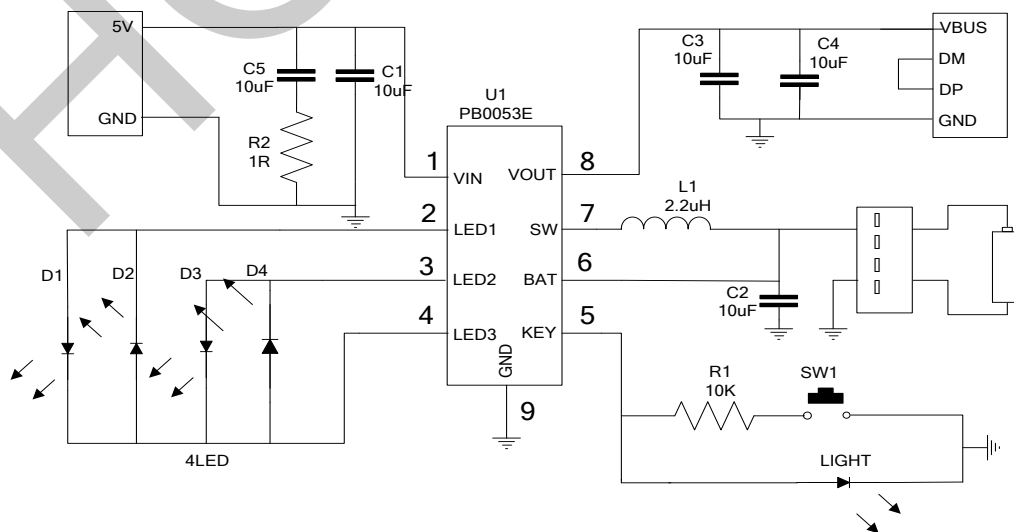 5V
GND
C5
10uF
C1
10uF
R2
1R
U1
PB0053E
1
VIN
2
LED1
3
LED2
4
LED3
GND
9
8
VOUT
7
SW
6
BAT
5
KEY
C3
10uF
C4
10uF
VBUS
DM
DP
GND
L1
2.2uH
C2
10uF
D1
D2
D3
D4
4LED
R1
10K
SW1
LIGHT